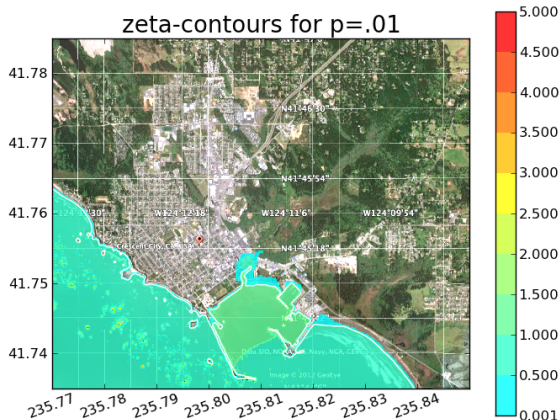 zeta-contours for p=.01
5.000
4.500
4.000
3.500
3.000
2.500
2.000
1.500
1.000
0.500
0.001
41.78
41.77
41.76
41.75
41.74
N41°46'30"
N41°45'54"
W124°12'18" W124°11'6" W124°09'54"
N41°45'18"
Crescent City, CA
Image © 2012 GeoEye
235.77 235.78 235.79 235.80 235.81 235.82 235.83 235.84